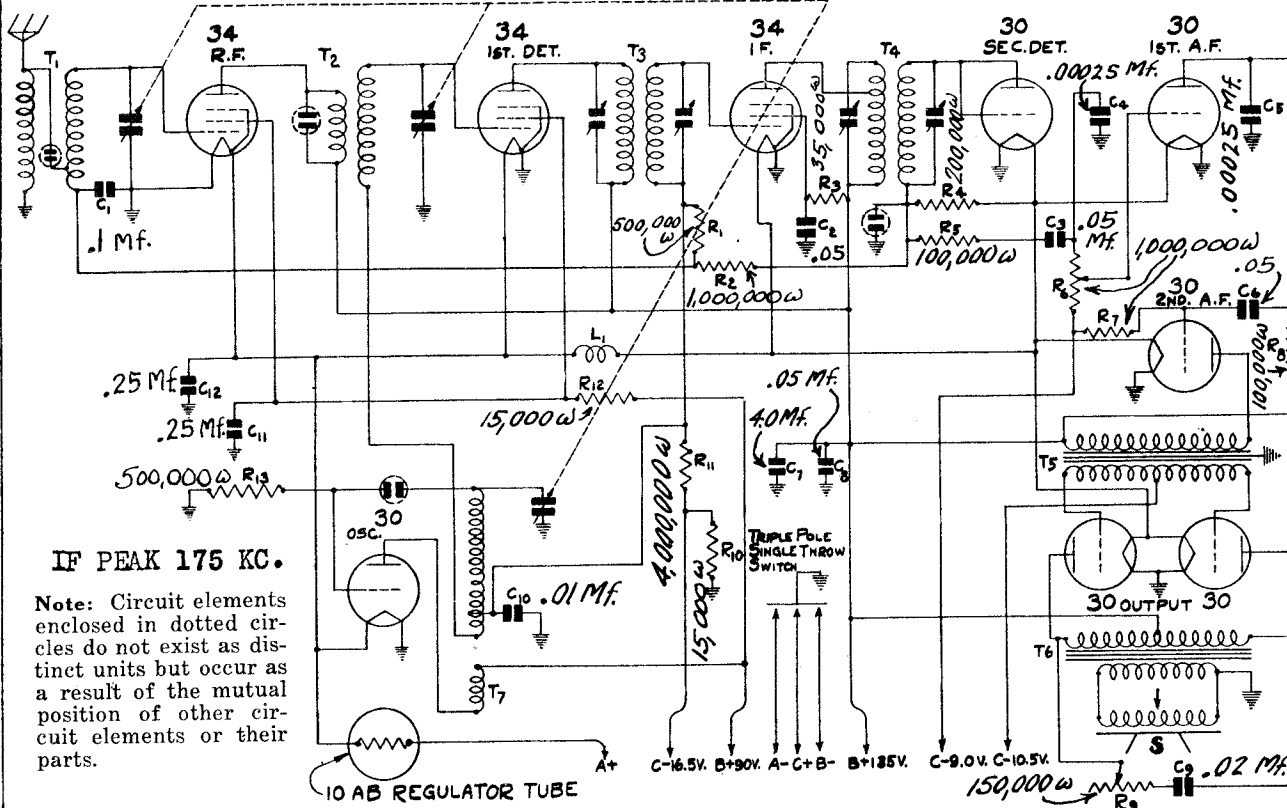 34
R.F.
34
1ST. DET.
34
I F.
30
SEC. DET.
30
1ST. A.F.
T1
T2
T3
T4
.00025 Mf.
C4
.00025 Mf.
C5
35,000ω
200,000ω
C1
.1 Mf.
R3
R4
500,000
ω
R1
C2
.05
R5
100,000ω
C3
.05
Mf.
R2
1,000,000ω
R6
1,000,000ω
30
2ND. A.F.
C6
.05
R7
L1
100,000ω
R8
.25 Mf.
C12
R12
15,000ω
.05 Mf.
.25 Mf.
C11
4.0 Mf.
500,000ω
R13
R11
4,000,000ω
C7
C8
T5
30
OSC.
R10
15,000ω
TRIPLE POLE
SINGLE THROW
SWITCH
IF PEAK 175 KC.
C10
.01 Mf.
30 OUTPUT 30
Note: Circuit elements
enclosed in dotted cir-
cles do not exist as dis-
tinct units but occur as
a result of the mutual
position of other cir-
cuit elements or their
parts.
T6
T7
S
A+
C-16.5V.
B+90V.
A-
C+
B-
B+135V.
C-9.0V.
C-10.5V.
10 AB REGULATOR TUBE
150,000ω
R9
C9
.02 Mf.